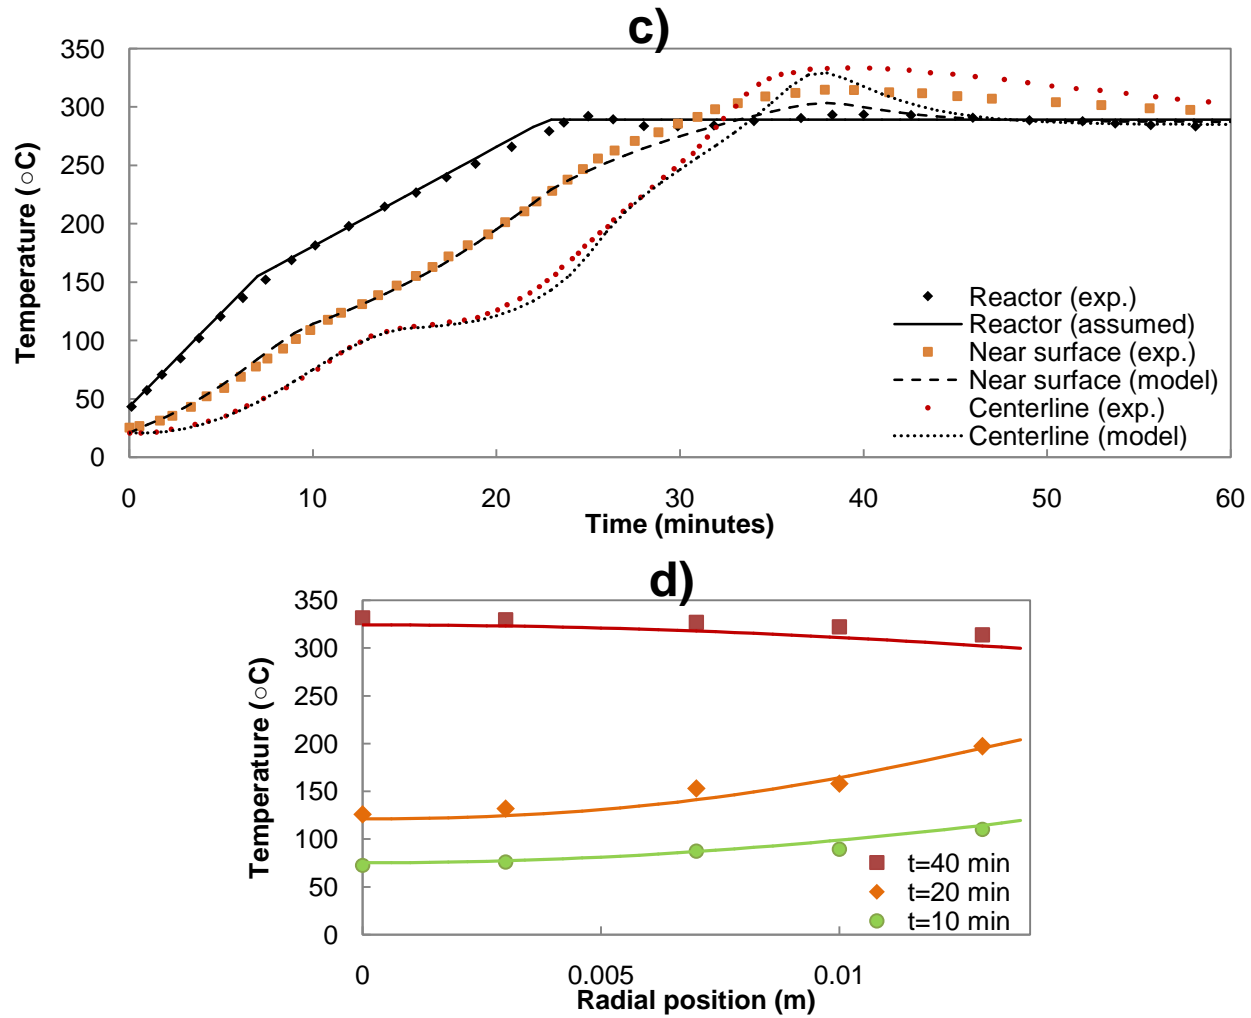 c)
350
300
250
200
150
100
50
0
Temperature (○C)
Reactor (exp.)
Reactor (assumed)
Near surface (exp.)
Near surface (model)
Centerline (exp.)
Centerline (model)
0 10 20 30 40 50 60
Time (minutes)
d)
350
300
250
200
150
100
50
0
Temperature (○C)
t=40 min
t=20 min
t=10 min
0 0.005 0.01
Radial position (m)